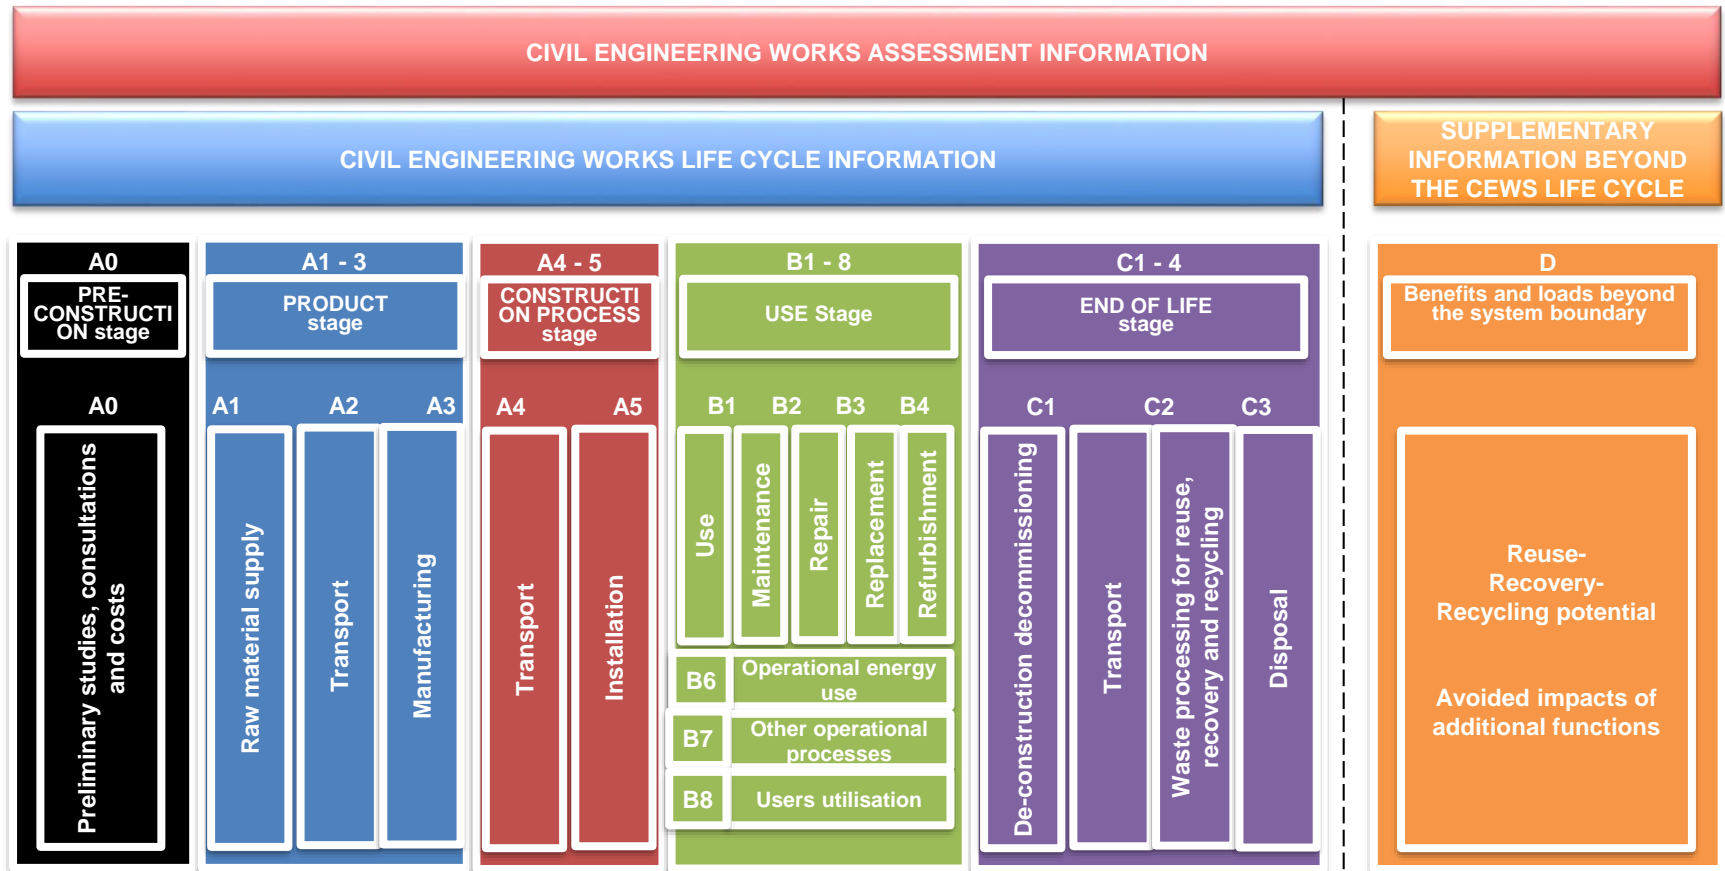 CIVIL ENGINEERING WORKS ASSESSMENT INFORMATION
CIVIL ENGINEERING WORKS LIFE CYCLE INFORMATION
SUPPLEMENTARY
INFORMATION BEYOND
THE CEWS LIFE CYCLE
A0
PRE-
CONSTRUCTI
ON stage
A1 - 3
PRODUCT
stage
A4 - 5
CONSTRUCTI
ON PROCESS
stage
B1 - 8
USE Stage
C1 - 4
END OF LIFE
stage
D
Benefits and loads beyond
the system boundary
A0
Preliminary studies, consultations
and costs
A1
A2
A3
Raw material supply
Transport
Manufacturing
A4
A5
Transport
Installation
B1
B2
B3
B4
Use
Maintenance
Repair
Replacement
Refurbishment
B6
Operational energy
use
B7
Other operational
processes
B8
Users utilisation
C1
C2
C3
De-construction decommissioning
Transport
Waste processing for reuse,
recovery and recycling
Disposal
Reuse-
Recovery-
Recycling potential
Avoided impacts of
additional functions